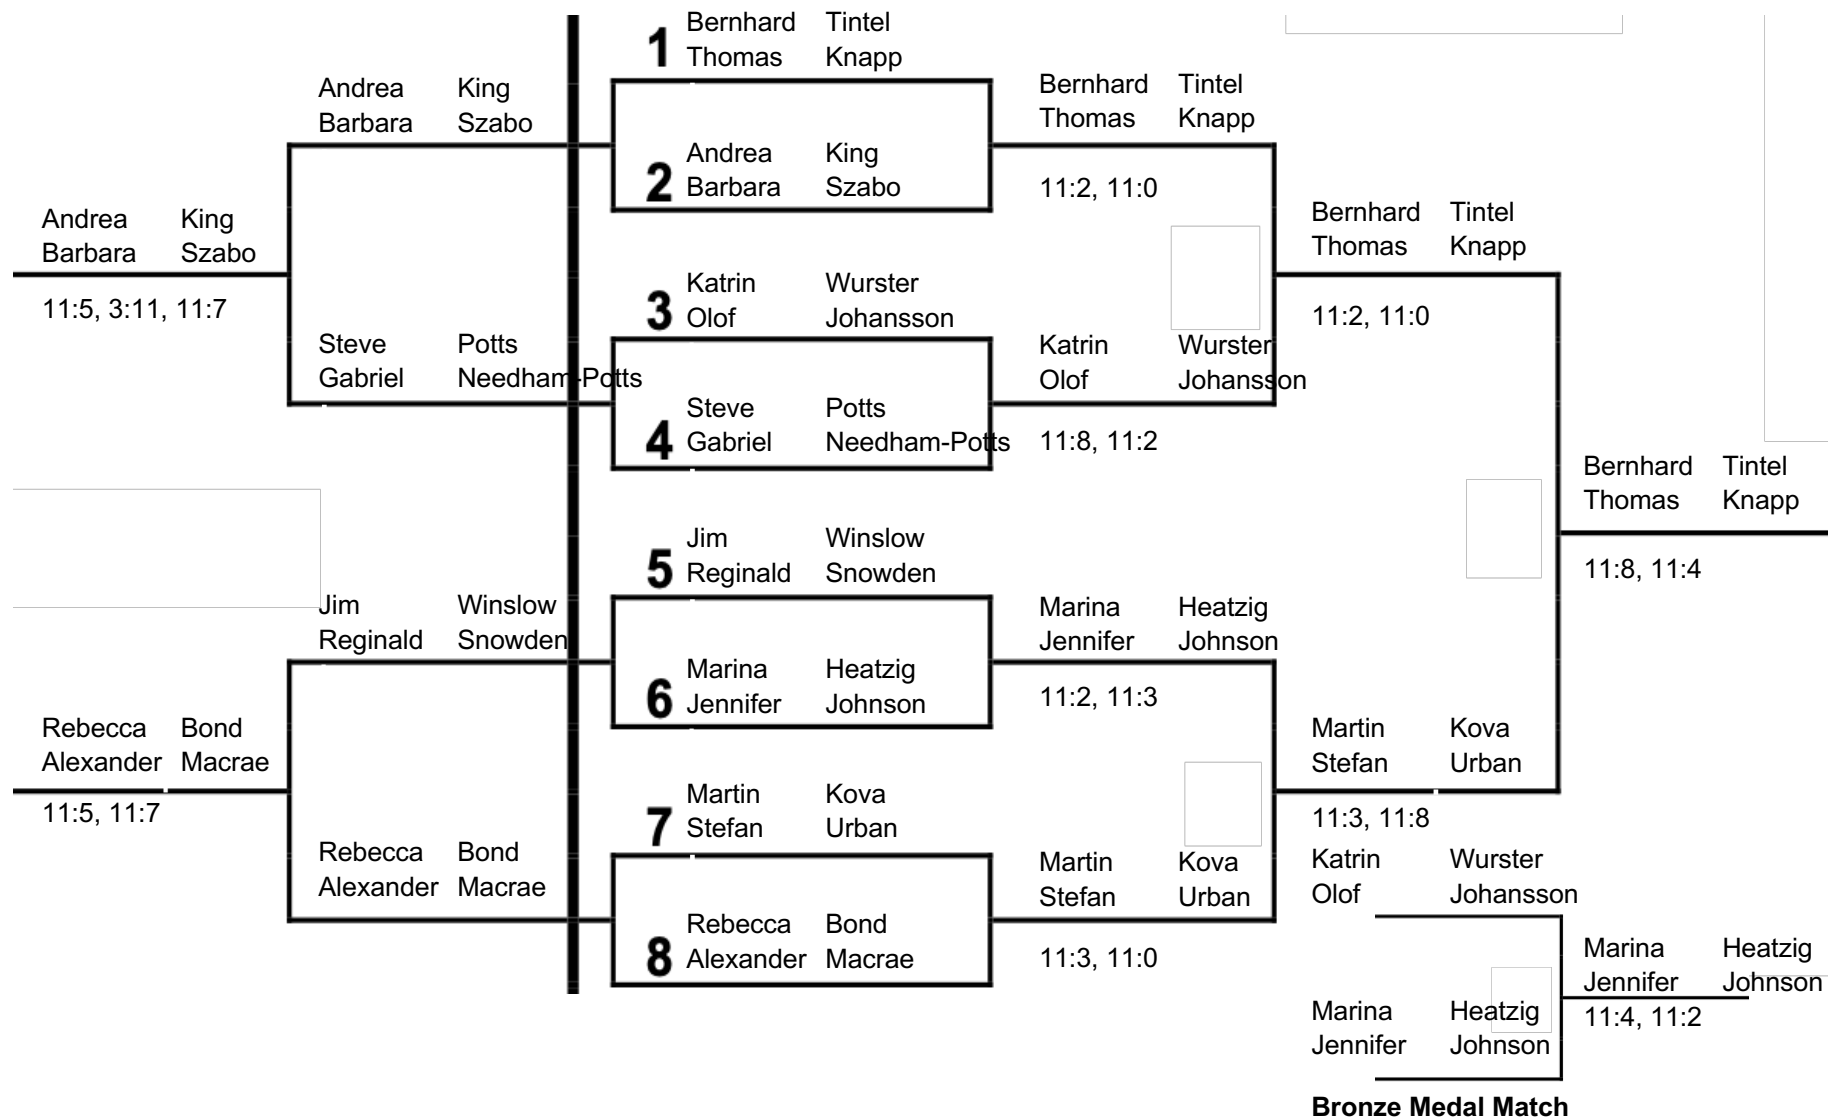 1 Bernhard Tintel
Thomas Knapp
Andrea King
Barbara Szabo
Bernhard Tintel
Thomas Knapp
2 Andrea King
Barbara Szabo
11:2, 11:0
Andrea King
Barbara Szabo
11:5, 3:11, 11:7
Bernhard Tintel
Thomas Knapp
11:2, 11:0
3 Katrin Wurster
Olof Johansson
Steve Potts
Gabriel Needham-Potts
Katrin Wurster
Olof Johansson
4 Steve Potts
Gabriel Needham-Potts
11:8, 11:2
Bernhard Tintel
Thomas Knapp
11:8, 11:4
5 Jim Winslow
Reginald Snowden
Jim Winslow
Reginald Snowden
Marina Heatzig
Jennifer Johnson
6 Marina Heatzig
Jennifer Johnson
11:2, 11:3
Rebecca Bond
Alexander Macrae
11:5, 11:7
Martin Kova
Stefan Urban
11:3, 11:8
7 Martin Kova
Stefan Urban
Rebecca Bond
Alexander Macrae
Martin Kova
Stefan Urban
8 Rebecca Bond
Alexander Macrae
11:3, 11:0
Katrin Wurster
Olof Johansson
Marina Heatzig
Jennifer Johnson
11:4, 11:2
Marina Heatzig
Jennifer Johnson
Bronze Medal Match